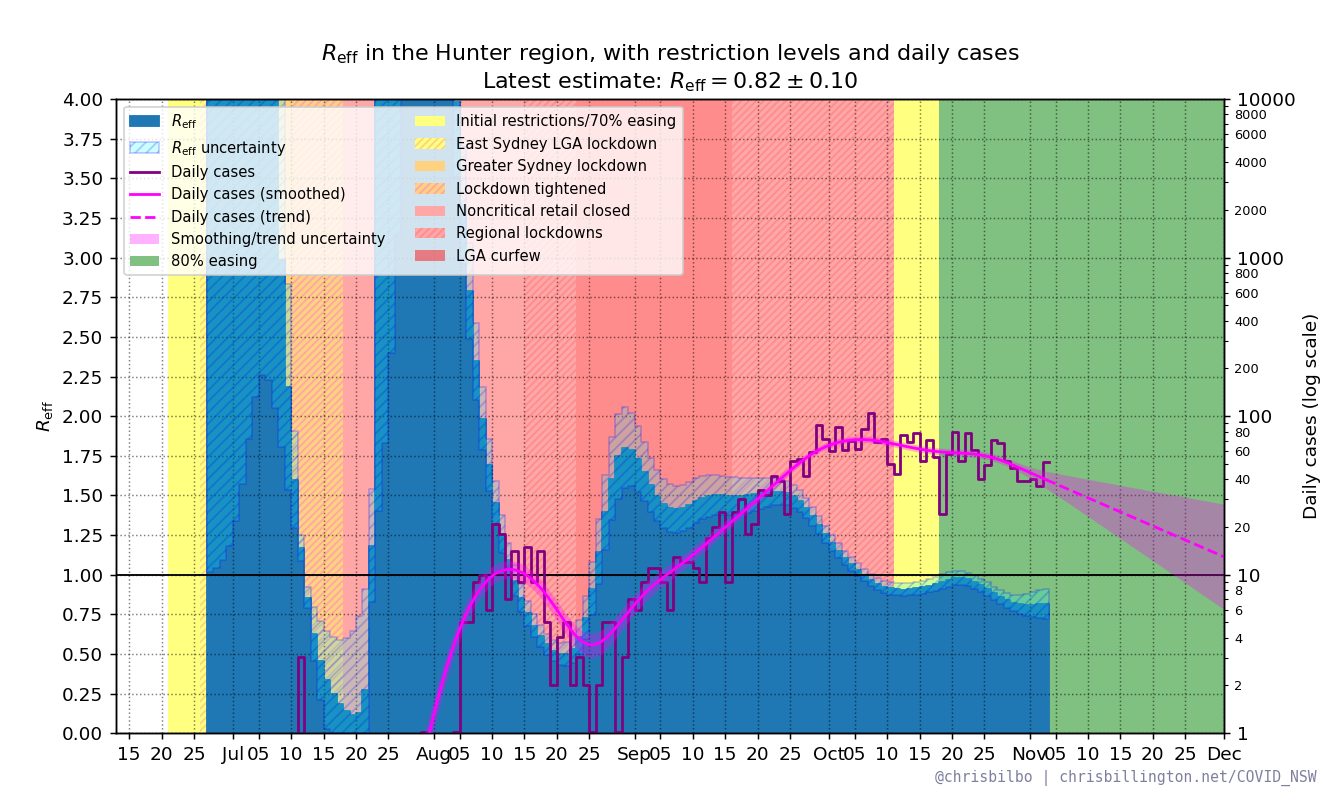 R_eff in the Hunter region, with restriction levels and daily cases
Latest estimate: R_eff = 0.82 ± 0.10
4.00
3.75
3.50
3.25
3.00
2.75
2.50
2.25
2.00
1.75
1.50
1.25
1.00
0.75
0.50
0.25
0.00
R_eff
R_eff
R_eff uncertainty
Daily cases
Daily cases (smoothed)
Daily cases (trend)
Smoothing/trend uncertainty
80% easing
Initial restrictions/70% easing
East Sydney LGA lockdown
Greater Sydney lockdown
Lockdown tightened
Noncritical retail closed
Regional lockdowns
LGA curfew
10000
8000
6000
4000
2000
1000
800
600
400
200
100
80
60
40
20
10
8
6
4
2
1
Daily cases (log scale)
15 20 25 Jul 05 10 15 20 25 Aug 05 10 15 20 25 Sep 05 10 15 20 25 Oct 05 10 15 20 25 Nov 05 10 15 20 25 Dec
@chrisbilbo | chrisbillington.net/COVID_NSW